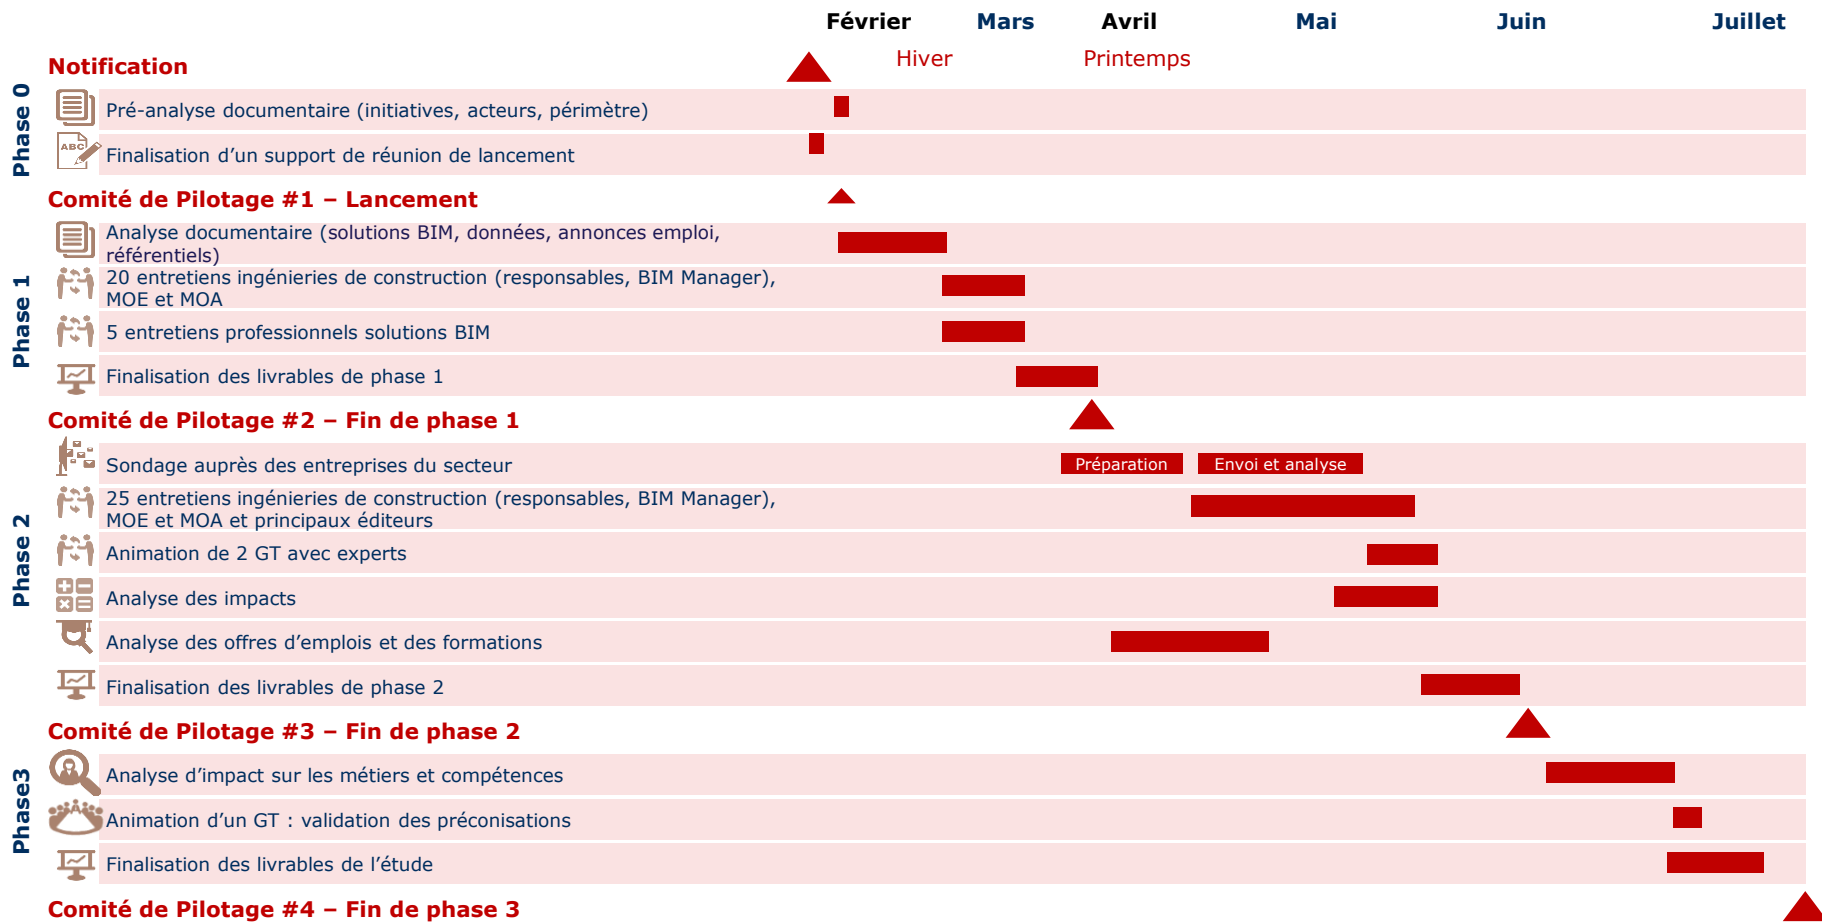 Février Mars Avril Mai Juin Juillet
Hiver Printemps
Notification
Phase 0
Pré-analyse documentaire (initiatives, acteurs, périmètre)
ABC
Finalisation d’un support de réunion de lancement
Comité de Pilotage #1 – Lancement
Phase 1
Analyse documentaire (solutions BIM, données, annonces emploi,
référentiels)
20 entretiens ingénieries de construction (responsables, BIM Manager),
MOE et MOA
5 entretiens professionnels solutions BIM
Finalisation des livrables de phase 1
Comité de Pilotage #2 – Fin de phase 1
Phase 2
Sondage auprès des entreprises du secteur
Préparation Envoi et analyse
25 entretiens ingénieries de construction (responsables, BIM Manager),
MOE et MOA et principaux éditeurs
Animation de 2 GT avec experts
Analyse des impacts
Analyse des offres d’emplois et des formations
Finalisation des livrables de phase 2
Comité de Pilotage #3 – Fin de phase 2
Phase3
Analyse d’impact sur les métiers et compétences
Animation d’un GT : validation des préconisations
Finalisation des livrables de l’étude
Comité de Pilotage #4 – Fin de phase 3